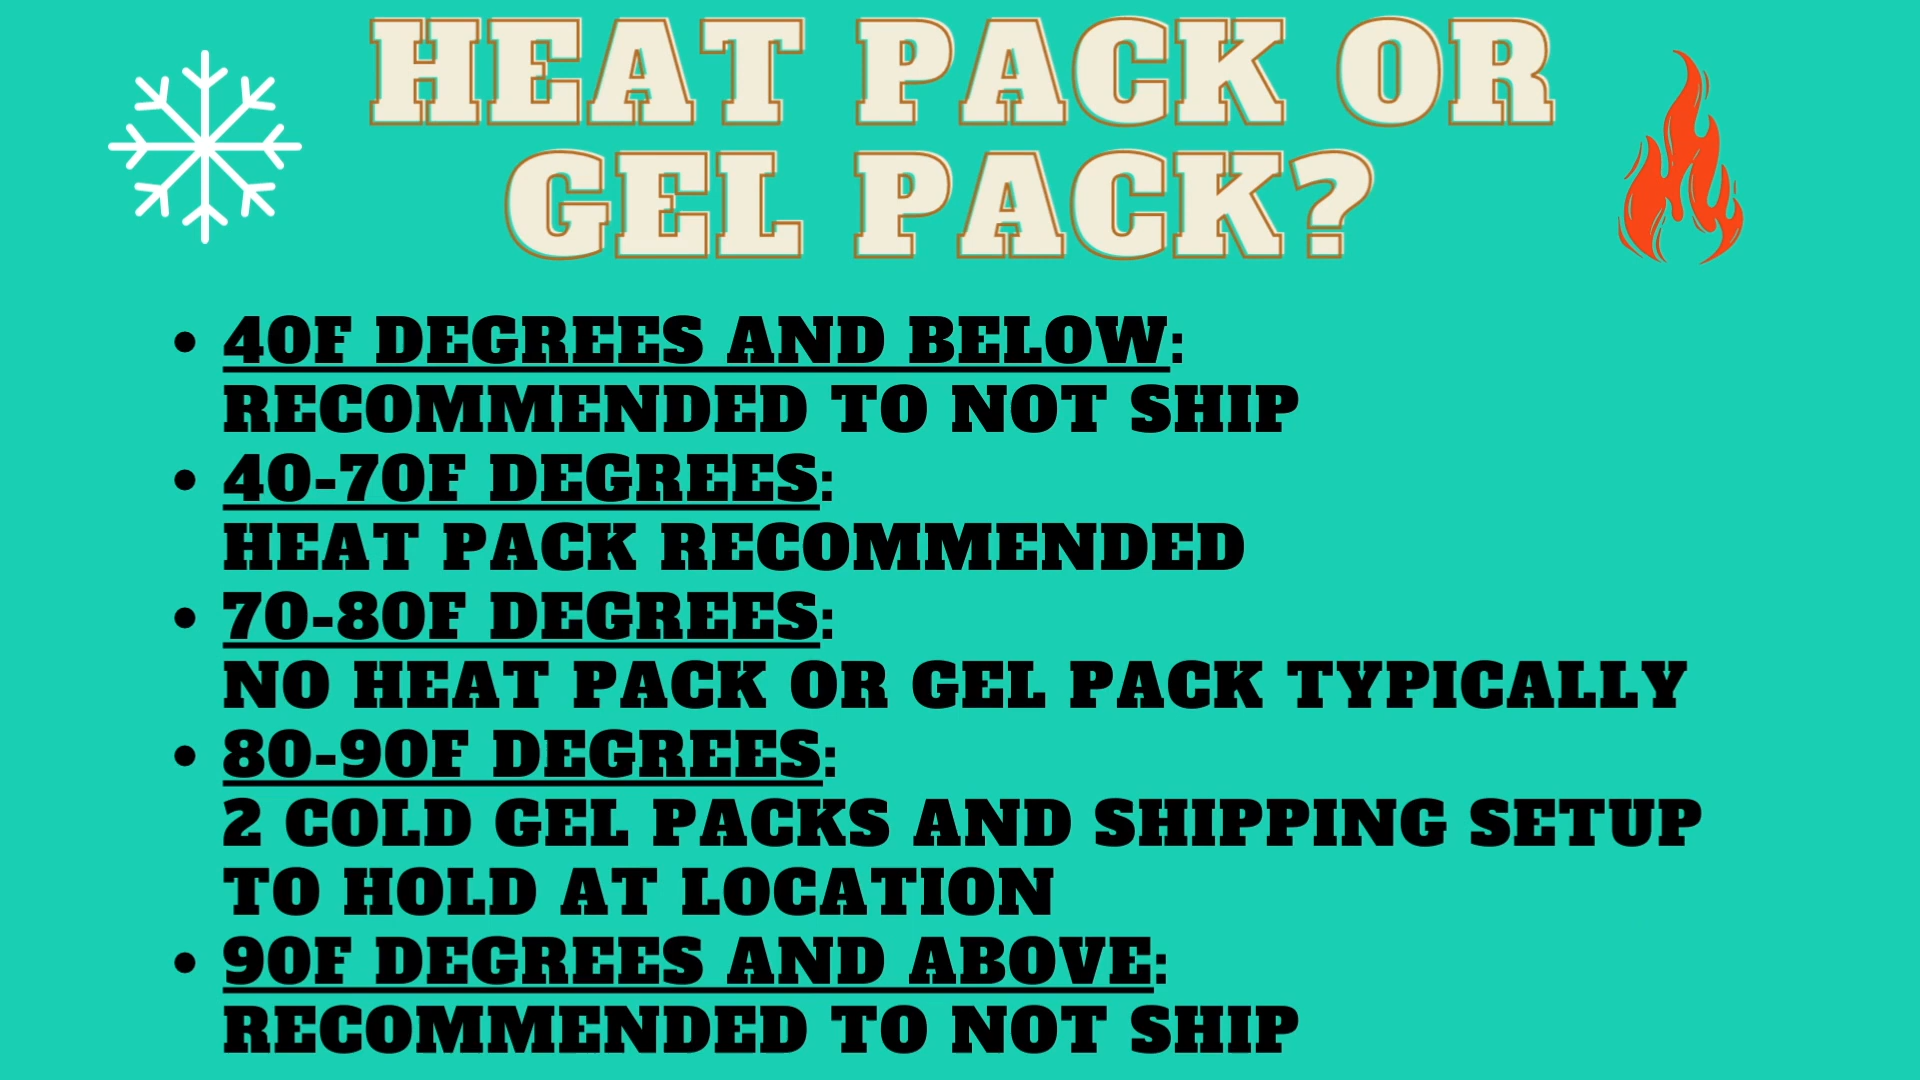 HEAT PACK OR
GEL PACK?
• 40F DEGREES AND BELOW:
RECOMMENDED TO NOT SHIP
• 40-70F DEGREES:
HEAT PACK RECOMMENDED
• 70-80F DEGREES:
NO HEAT PACK OR GEL PACK TYPICALLY
• 80-90F DEGREES:
2 COLD GEL PACKS AND SHIPPING SETUP
TO HOLD AT LOCATION
• 90F DEGREES AND ABOVE:
RECOMMENDED TO NOT SHIP